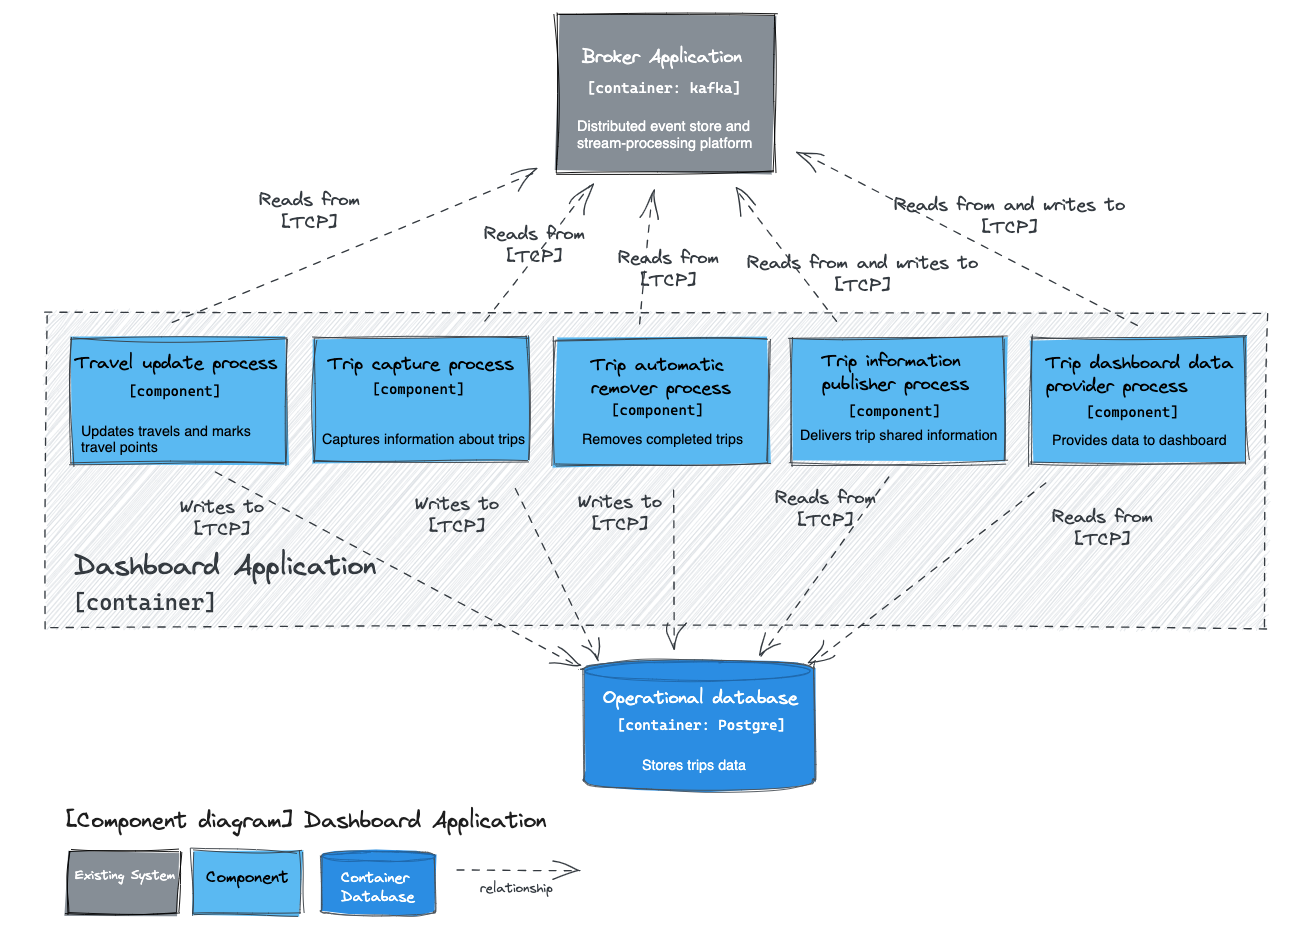 Broker Application
[container: kafka]
Distributed event store and
stream-processing platform
Reads from
[TCP]
Reads from
[TCP]
Reads from
[TCP]
Reads from and writes to
[TCP]
Reads from and writes to
[TCP]
Travel update process
[component]
Updates travels and marks
travel points
Trip capture process
[component]
Captures information about trips
Trip automatic
remover process
[component]
Removes completed trips
Trip information
publisher process
[component]
Delivers trip shared information
Trip dashboard data
provider process
[component]
Provides data to dashboard
Writes to
[TCP]
Writes to
[TCP]
Writes to
[TCP]
Reads from
[TCP]
Reads from
[TCP]
Dashboard Application
[container]
Operational database
[container: Postgre]
Stores trips data
[Component diagram] Dashboard Application
Existing System
Component
Container
Database
relationship